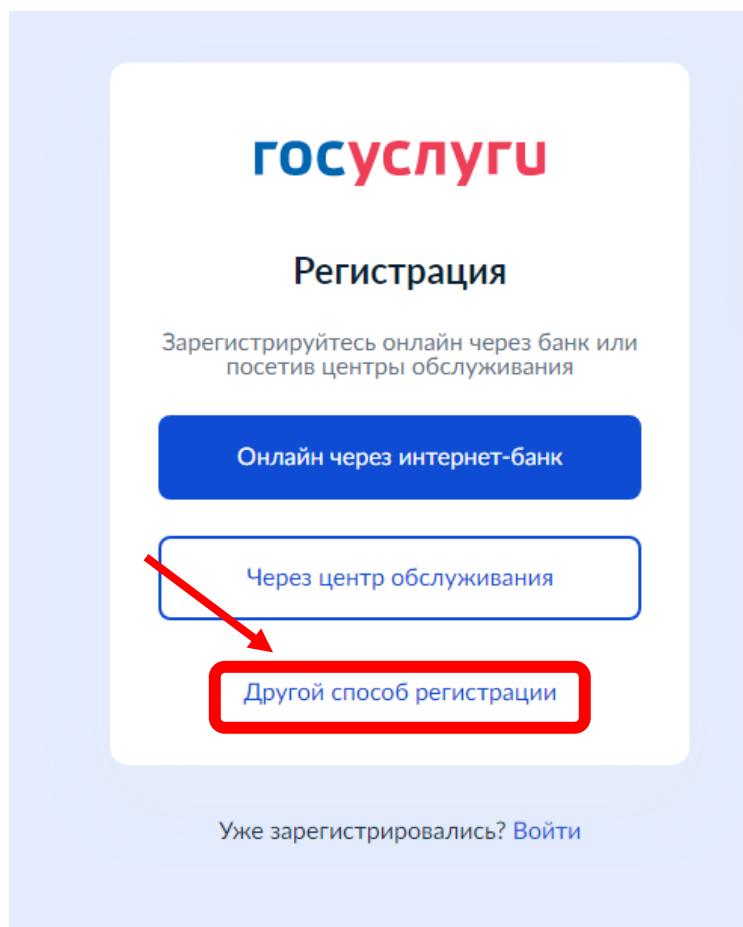 госуслуги
Регистрация
Зарегистрируйтесь онлайн через банк или
посетив центры обслуживания
Онлайн через интернет-банк
Через центр обслуживания
Другой способ регистрации
Уже зарегистрировались? Войти